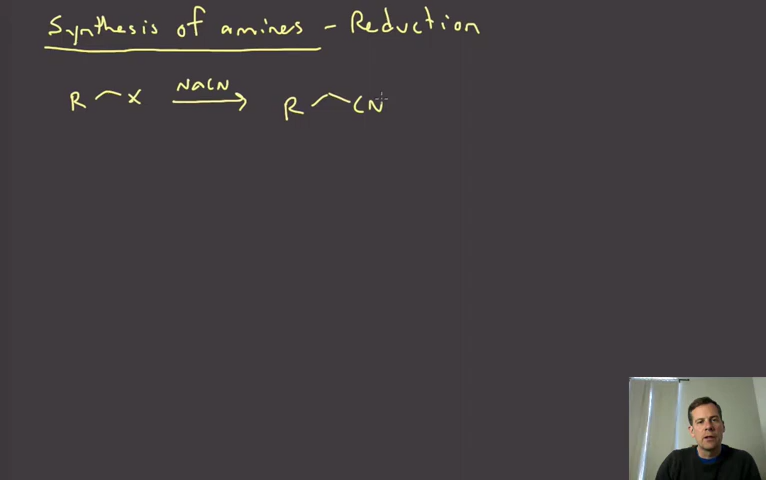 Synthesis of amines - Reduction
R X NaCN R CN